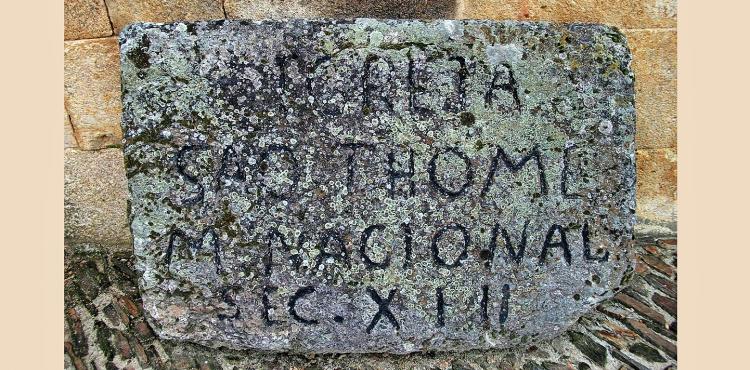 IGREJA
SAO THOME
M. NACIONAL
SEC. XIII